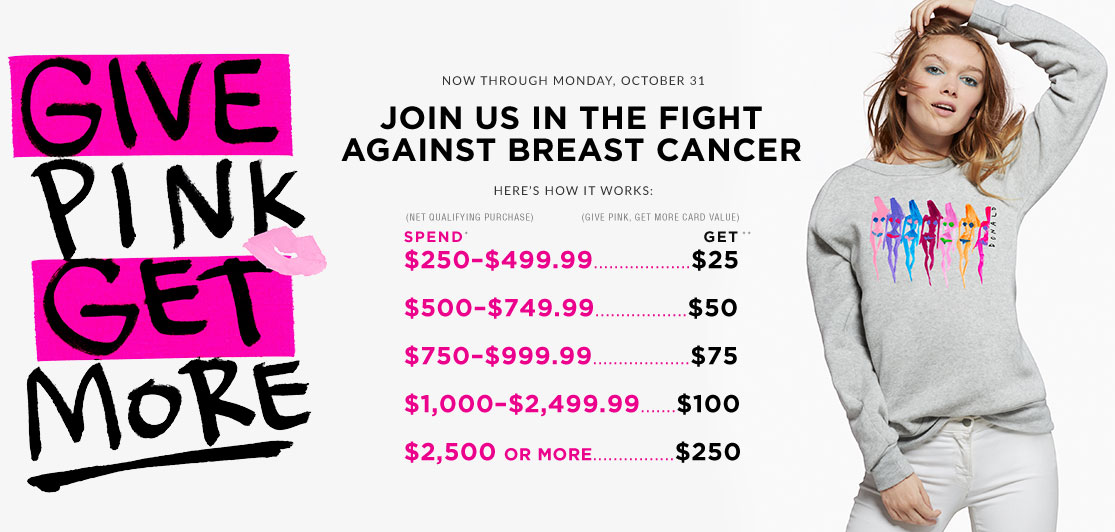 GIVE
PINK
GET
MORE
NOW THROUGH MONDAY, OCTOBER 31
JOIN US IN THE FIGHT
AGAINST BREAST CANCER
HERE'S HOW IT WORKS:
(NET QUALIFYING PURCHASE) (GIVE PINK, GET MORE CARD VALUE)
SPEND* GET**
$250–$499.99....................$25
$500–$749.99...................$50
$750–$999.99....................$75
$1,000–$2,499.99.......$100
$2,500 OR MORE.................$250
DONALD